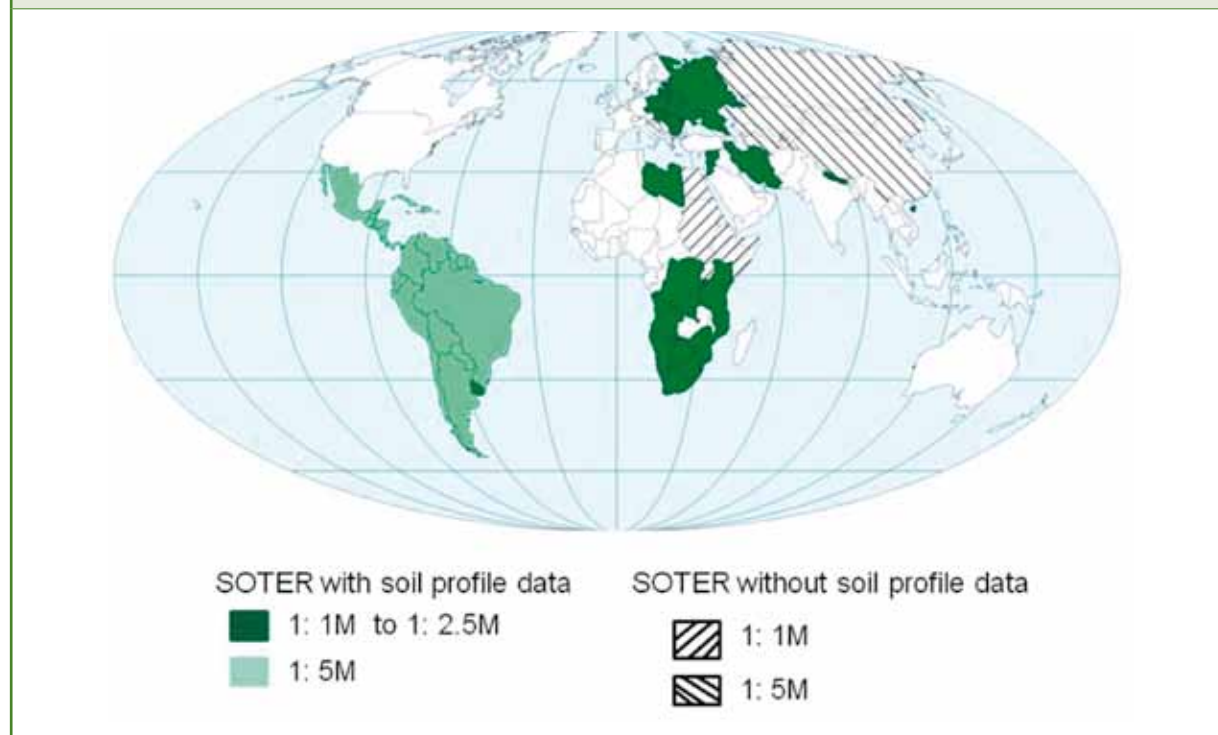 SOTER with soil profile data
1: 1M to 1: 2.5M
1: 5M
SOTER without soil profile data
1: 1M
1: 5M